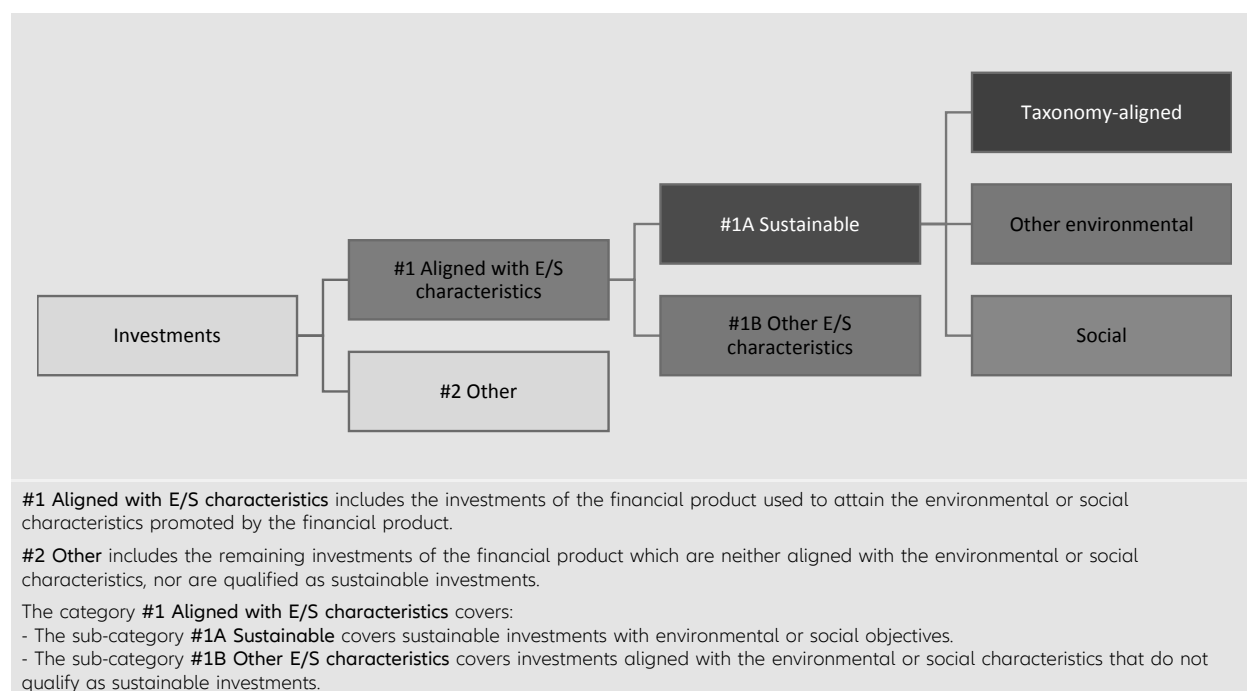 Taxonomy-aligned
#1A Sustainable
Other environmental
#1 Aligned with E/S
characteristics
Investments
#1B Other E/S
characteristics
Social
#2 Other
#1 Aligned with E/S characteristics includes the investments of the financial product used to attain the environmental or social
characteristics promoted by the financial product.
#2 Other includes the remaining investments of the financial product which are neither aligned with the environmental or social
characteristics, nor are qualified as sustainable investments.
The category #1 Aligned with E/S characteristics covers:
- The sub-category #1A Sustainable covers sustainable investments with environmental or social objectives.
- The sub-category #1B Other E/S characteristics covers investments aligned with the environmental or social characteristics that do not
qualify as sustainable investments.